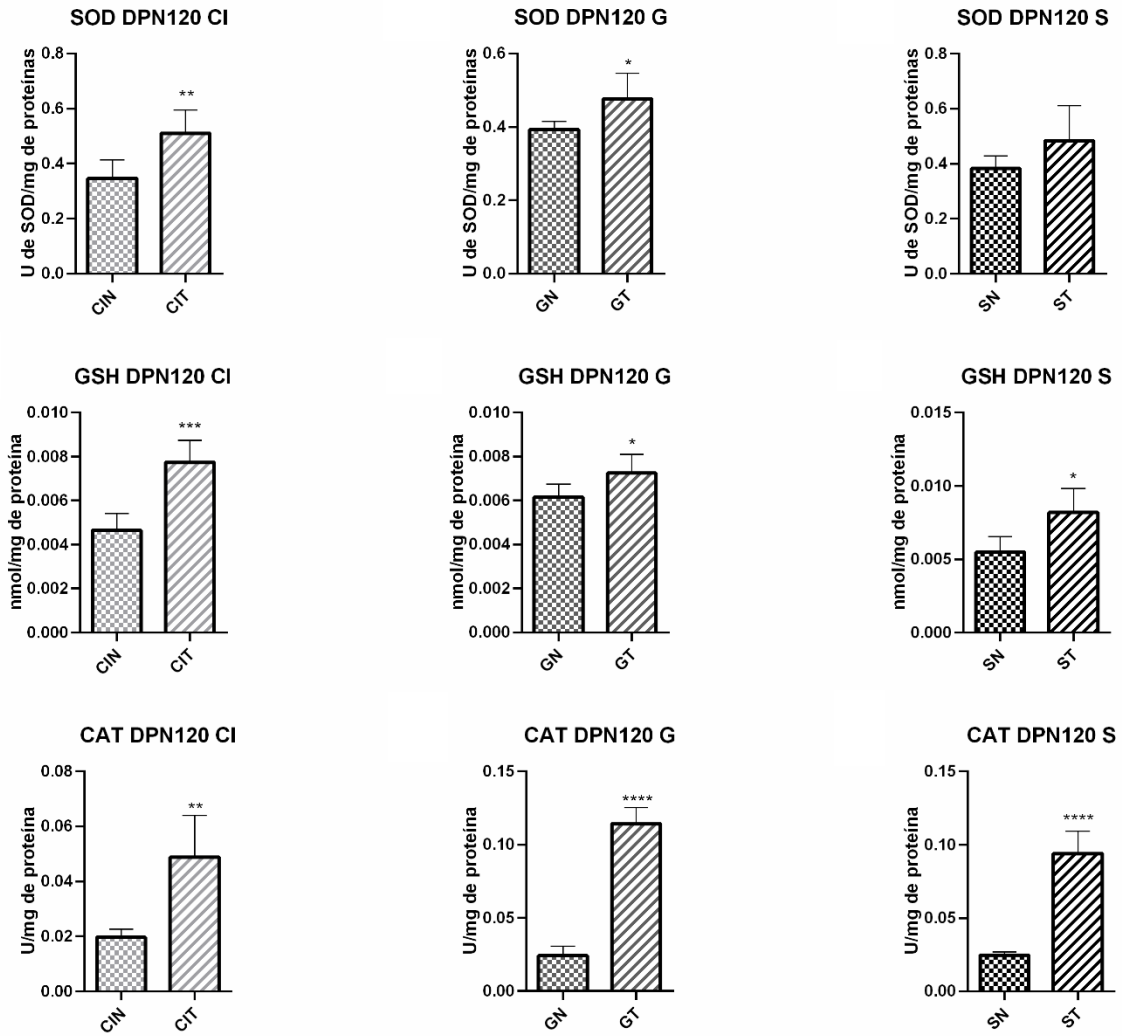 SOD DPN120 CI
U de SOD/mg de proteínas
0.8
0.6
0.4
0.2
0.0
**
CIN
CIT
SOD DPN120 G
U de SOD/mg de proteínas
0.6
0.4
0.2
0.0
*
GN
GT
SOD DPN120 S
U de SOD/mg de proteínas
0.8
0.6
0.4
0.2
0.0
SN
ST
GSH DPN120 CI
nmol/mg de proteína
0.010
0.008
0.006
0.004
0.002
0.000
***
CIN
CIT
GSH DPN120 G
nmol/mg de proteína
0.010
0.008
0.006
0.004
0.002
0.000
*
GN
GT
GSH DPN120 S
nmol/mg de proteína
0.015
0.010
0.005
0.000
*
SN
ST
CAT DPN120 CI
U/mg de proteína
0.08
0.06
0.04
0.02
0.00
**
CIN
CIT
CAT DPN120 G
U/mg de proteína
0.15
0.10
0.05
0.00
****
GN
GT
CAT DPN120 S
U/mg de proteína
0.15
0.10
0.05
0.00
****
SN
ST